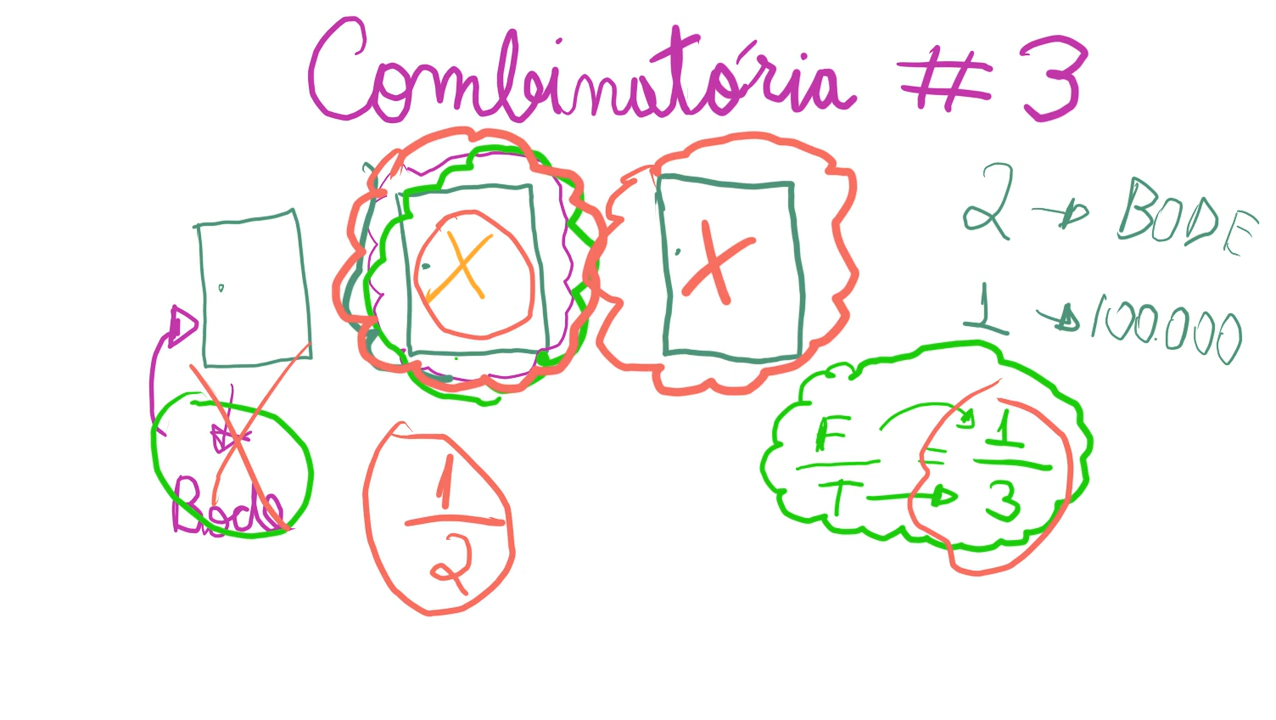 Combinatória # 3
2 → BODE
1 → 100.000
X
X
F/T = 1/3
Bode
1/2